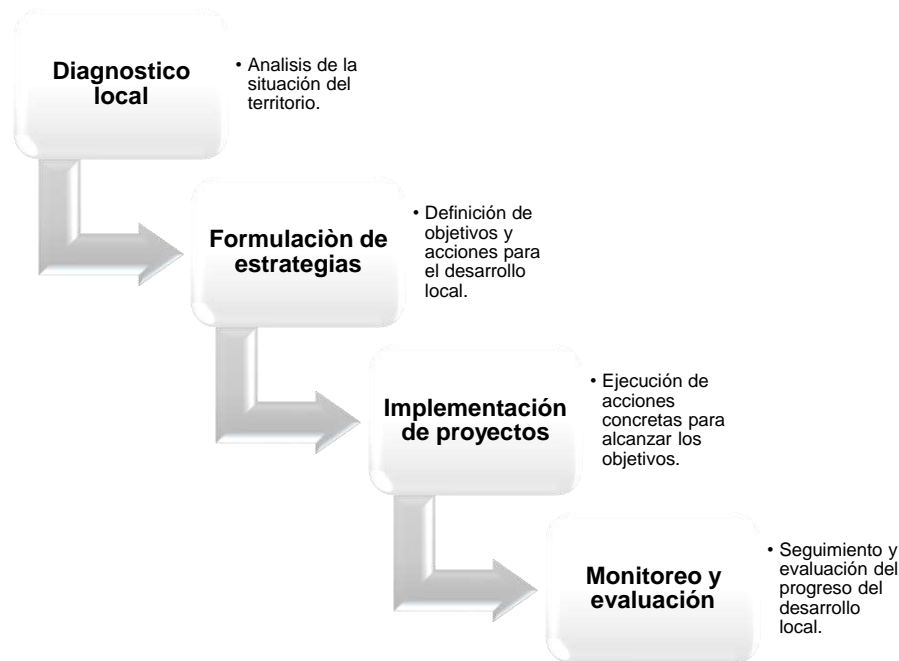 Diagnostico
local
• Analisis de la
situación del
territorio.
Formulaciòn de
estrategias
• Definición de
objetivos y
acciones para
el desarrollo
local.
Implementación
de proyectos
• Ejecución de
acciones
concretas para
alcanzar los
objetivos.
Monitoreo y
evaluación
• Seguimiento y
evaluación del
progreso del
desarrollo
local.